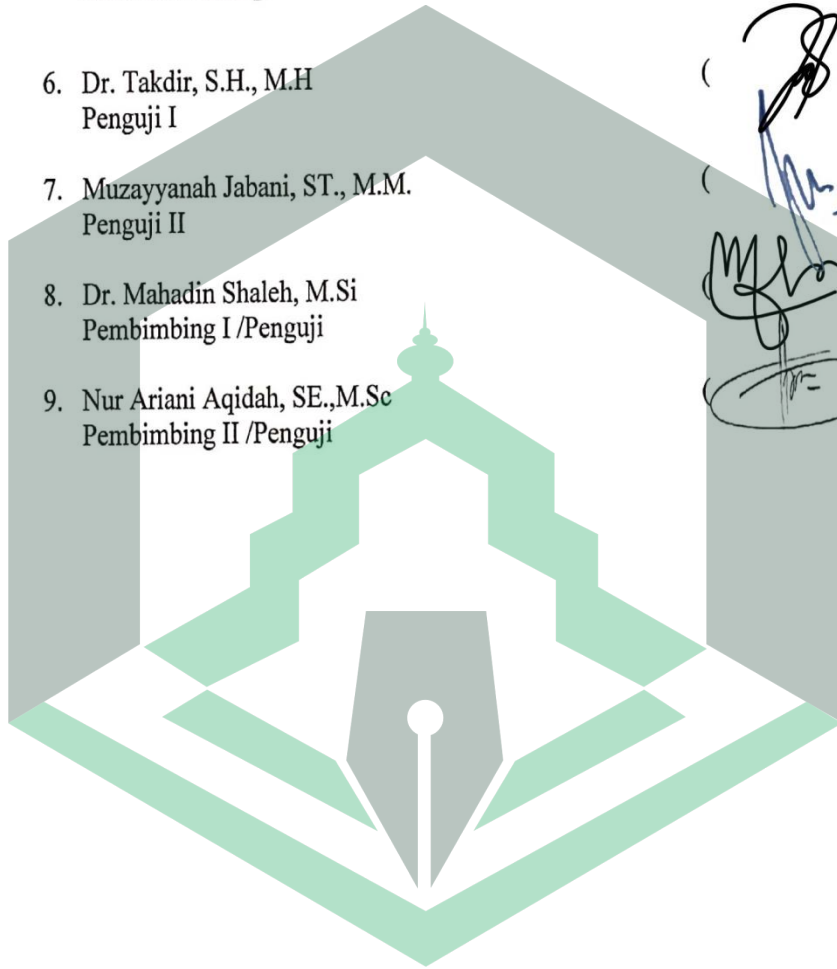 6. Dr. Takdir, S.H., M.H (
Penguji I
7. Muzayyanah Jabani, ST., M.M. (
Penguji II
8. Dr. Mahadin Shaleh, M.Si (
Pembimbing I /Penguji
9. Nur Ariani Aqidah, SE.,M.Sc (
Pembimbing II /Penguji